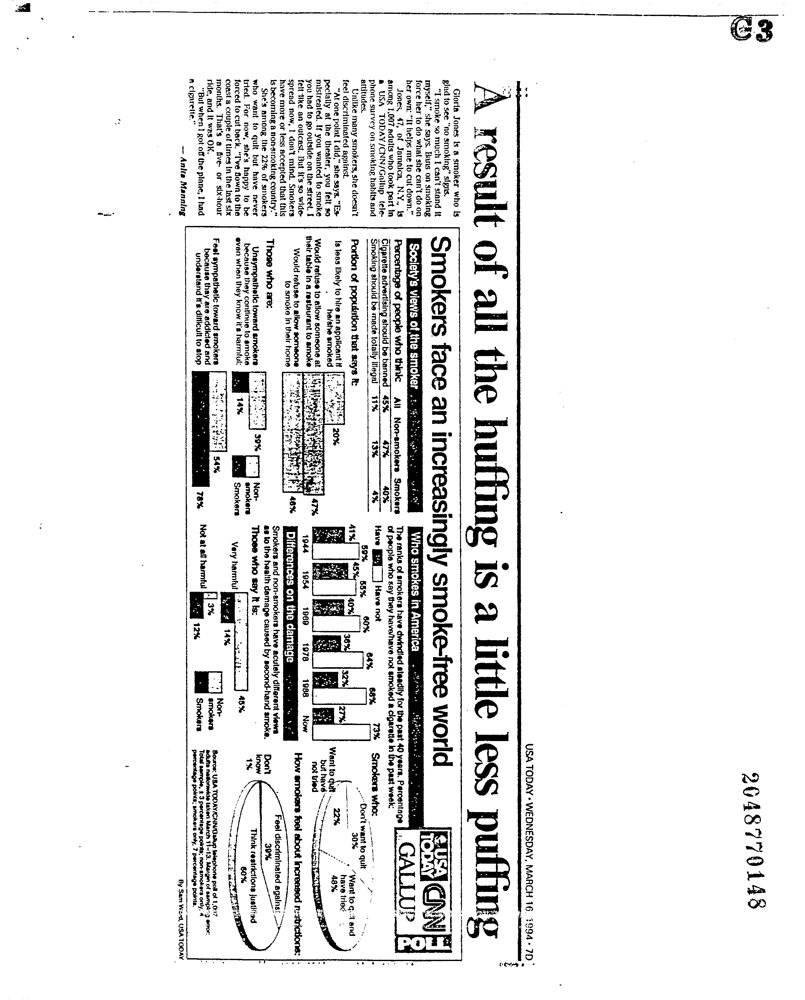 G3
USA TODAY · WEDNESDAY, MARCH 16, 1994 · 7D
A result of all the huffing is a little less puffing
Gloria Jones is a smoker who is
glad to see "no smoking" signs.
"I smoke so much I can't stand it
myself," she says. Bans on smoking
force her to do what she can't do on
her own: "It helps me to cut down."
Jones, 47, of Jamaica, N.Y., is
among 1,007 adults who took part in
a USA TODAY/CNN/Gallup tele-
phone survey on smoking habits and
attitudes.
Unlike many smokers, she doesn't
feel discriminated against.
"At one point I did," she says. "Es-
pecially at the theater, you felt so
mistreated. If you wanted to smoke
you had to go outside on the street. I
felt like an outcast. But it's so wide-
spread now, I don't mind. Smokers
have more or less accepted that this
is becoming a non-smoking country."
She's among the 22% of smokers
who want to quit but have never
tried. For now, she's happy to be
forced to cut back. "I've flown to the
coast a couple of times in the last six
months. That's a five- or six-hour
ride, and it was OK.
"But when I got off the plane, I had
a cigarette."
— Anita Manning
Smokers face an increasingly smoke-free world
Society's views of the smoker
Percentage of people who think: All Non-smokers Smokers
Cigarette advertising should be banned 45% 47% 40%
Smoking should be made totally illegal 11% 13% 4%
Portion of population that says it:
Is less likely to hire an applicant if
he/she smoked 20%
Would refuse to allow someone at
their table in a restaurant to smoke 47%
Would refuse to allow someone
to smoke in their home 46%
Those who are:
Non-
smokers
Smokers
Unsympathetic toward smokers
because they continue to smoke
even when they know it's harmful:
39%
14%
Feel sympathetic toward smokers
because they are addicted and
understand it's difficult to stop
54%
78%
Who smokes in America
The ranks of smokers have dwindled steadily for the past 40 years. Percentage
of people who say they have/have not smoked a cigarette in the past week:
Have Have not
41% 59% 45% 55% 40% 60% 36% 64% 32% 68% 27% 73%
1944 1954 1969 1978 1988 Now
Differences on the damage
Smokers and non-smokers have acutely different views
as to the health damage caused by second-hand smoke.
Those who say it is:
Very harmful
45%
14%
Not at all harmful
3%
12%
Non-
smokers
Smokers
USA
TODAY
CNN
GALLUP
POLL
Smokers who:
Don't want to quit
30%
Want to quit and
have tried
48%
Want to quit
but have
not tried
22%
How smokers feel about increased restrictions:
Feel discriminated against
39%
Think restrictions justified
60%
Don't
know
1%
Source: USA TODAY/CNN/Gallup telephone poll of 1,007
adults nationwide taken March 11-13. Margin of sampling error:
Total sample, ± 3 percentage points; non-smokers only, 4
percentage points; smokers only, 7 percentage points.
By Sam Ward, USA TODAY
2048770148